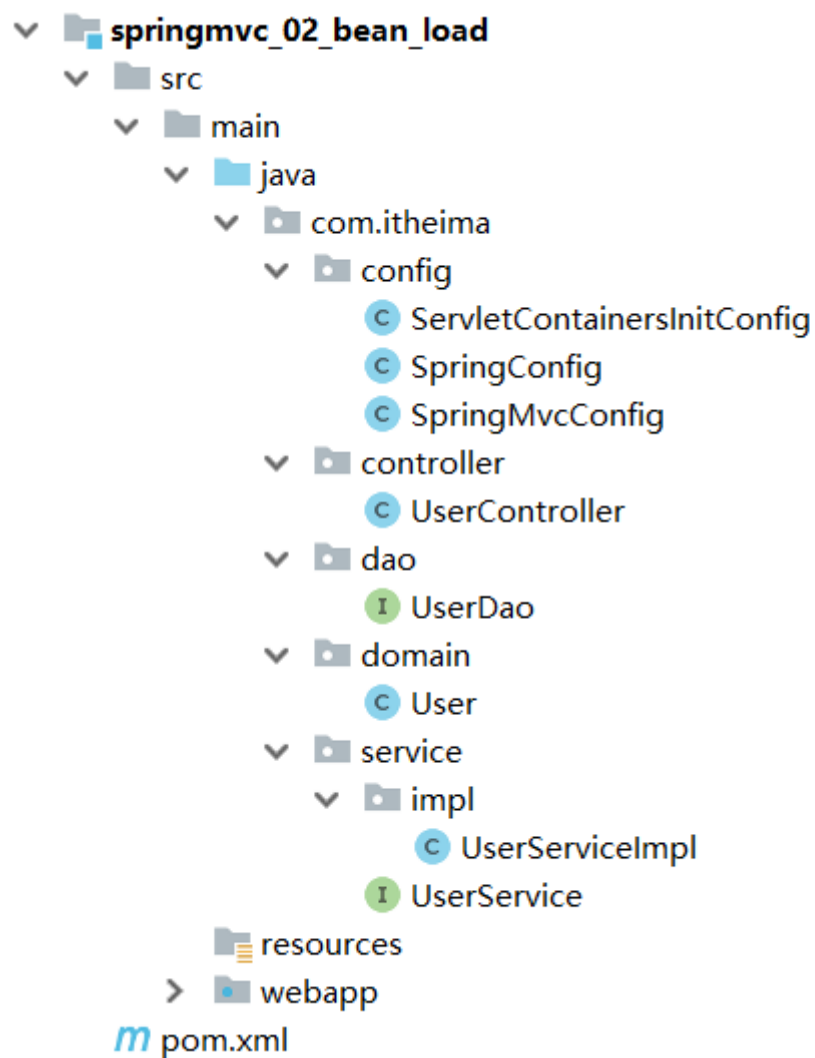 springmvc_02_bean_load
src
main
java
com.itheima
config
C ServletContainersInitConfig
C SpringConfig
C SpringMvcConfig
controller
C UserController
dao
I UserDao
domain
C User
service
impl
C UserServiceImpl
I UserService
resources
webapp
m pom.xml